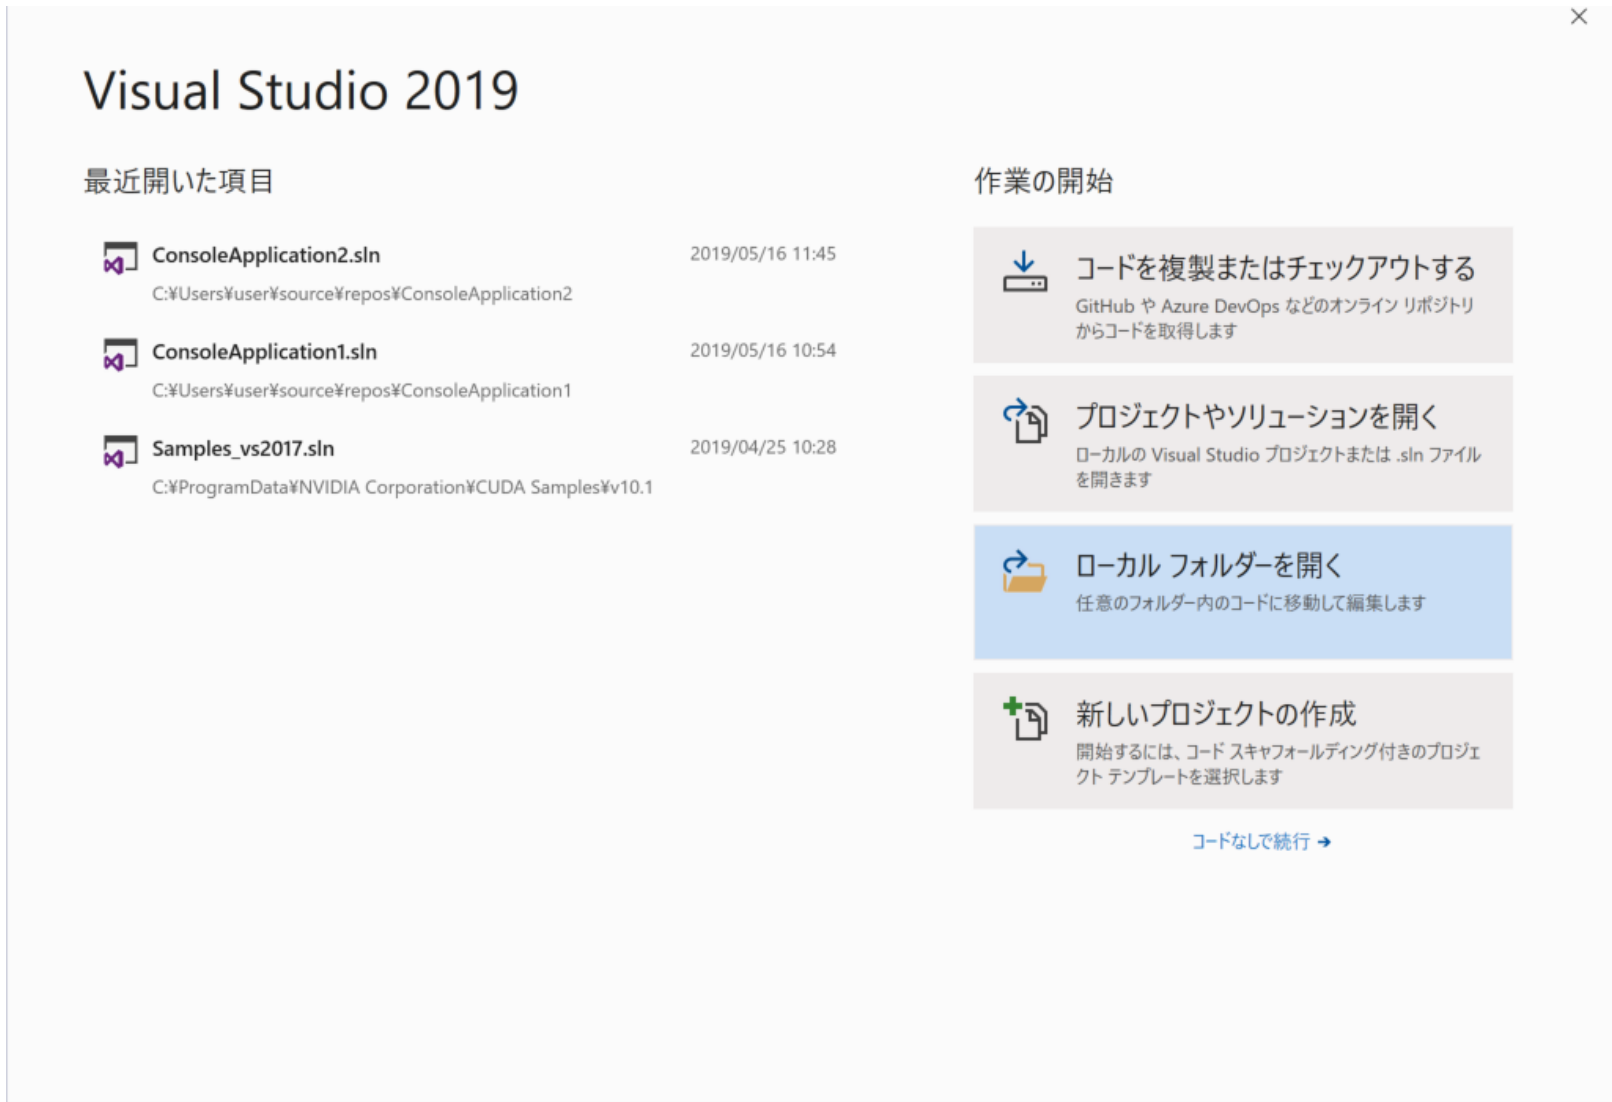 Visual Studio 2019
最近開いた項目
ConsoleApplication2.sln 2019/05/16 11:45
C:¥Users¥user¥source¥repos¥ConsoleApplication2
ConsoleApplication1.sln 2019/05/16 10:54
C:¥Users¥user¥source¥repos¥ConsoleApplication1
Samples_vs2017.sln 2019/04/25 10:28
C:¥ProgramData¥NVIDIA Corporation¥CUDA Samples¥v10.1
作業の開始
コードを複製またはチェックアウトする
GitHub や Azure DevOps などのオンライン リポジトリ
からコードを取得します
プロジェクトやソリューションを開く
ローカルの Visual Studio プロジェクトまたは .sln ファイル
を開きます
ローカル フォルダーを開く
任意のフォルダー内のコードに移動して編集します
新しいプロジェクトの作成
開始するには、コード スキャフォールディング付きのプロジェ
クト テンプレートを選択します
コードなしで続行 →